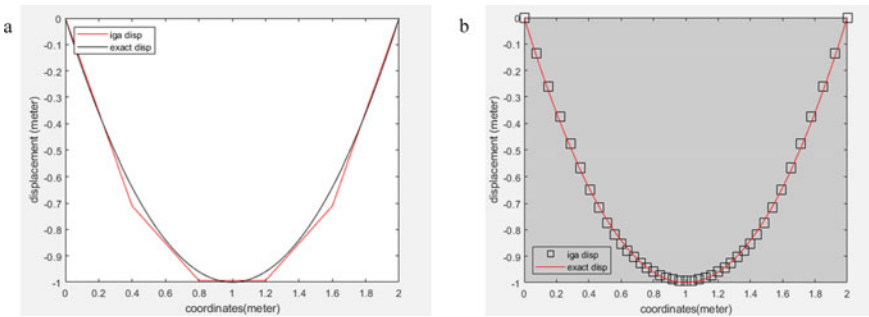 a
0
-0.1
-0.2
-0.3
-0.4
-0.5
-0.6
-0.7
-0.8
-0.9
-1
displacement (meter)
iga disp
exact disp
0 0.2 0.4 0.6 0.8 1 1.2 1.4 1.6 1.8 2
coordinates(meter)
b
0
-0.1
-0.2
-0.3
-0.4
-0.5
-0.6
-0.7
-0.8
-0.9
-1
displacement (meter)
iga disp
exact disp
0 0.2 0.4 0.6 0.8 1 1.2 1.4 1.6 1.8 2
coordinates(meter)